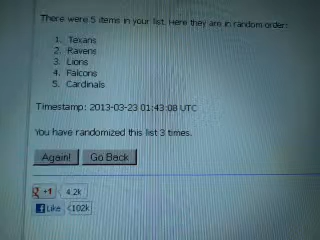 There were 5 items in your list. Here they are in random order:
1. Texans
2. Ravens
3. Lions
4. Falcons
5. Cardinals
Timestamp: 2013-03-23 01:43:08 UTC
You have randomized this list 3 times.
Again! Go Back
g +1 4.2k
f Like <102k